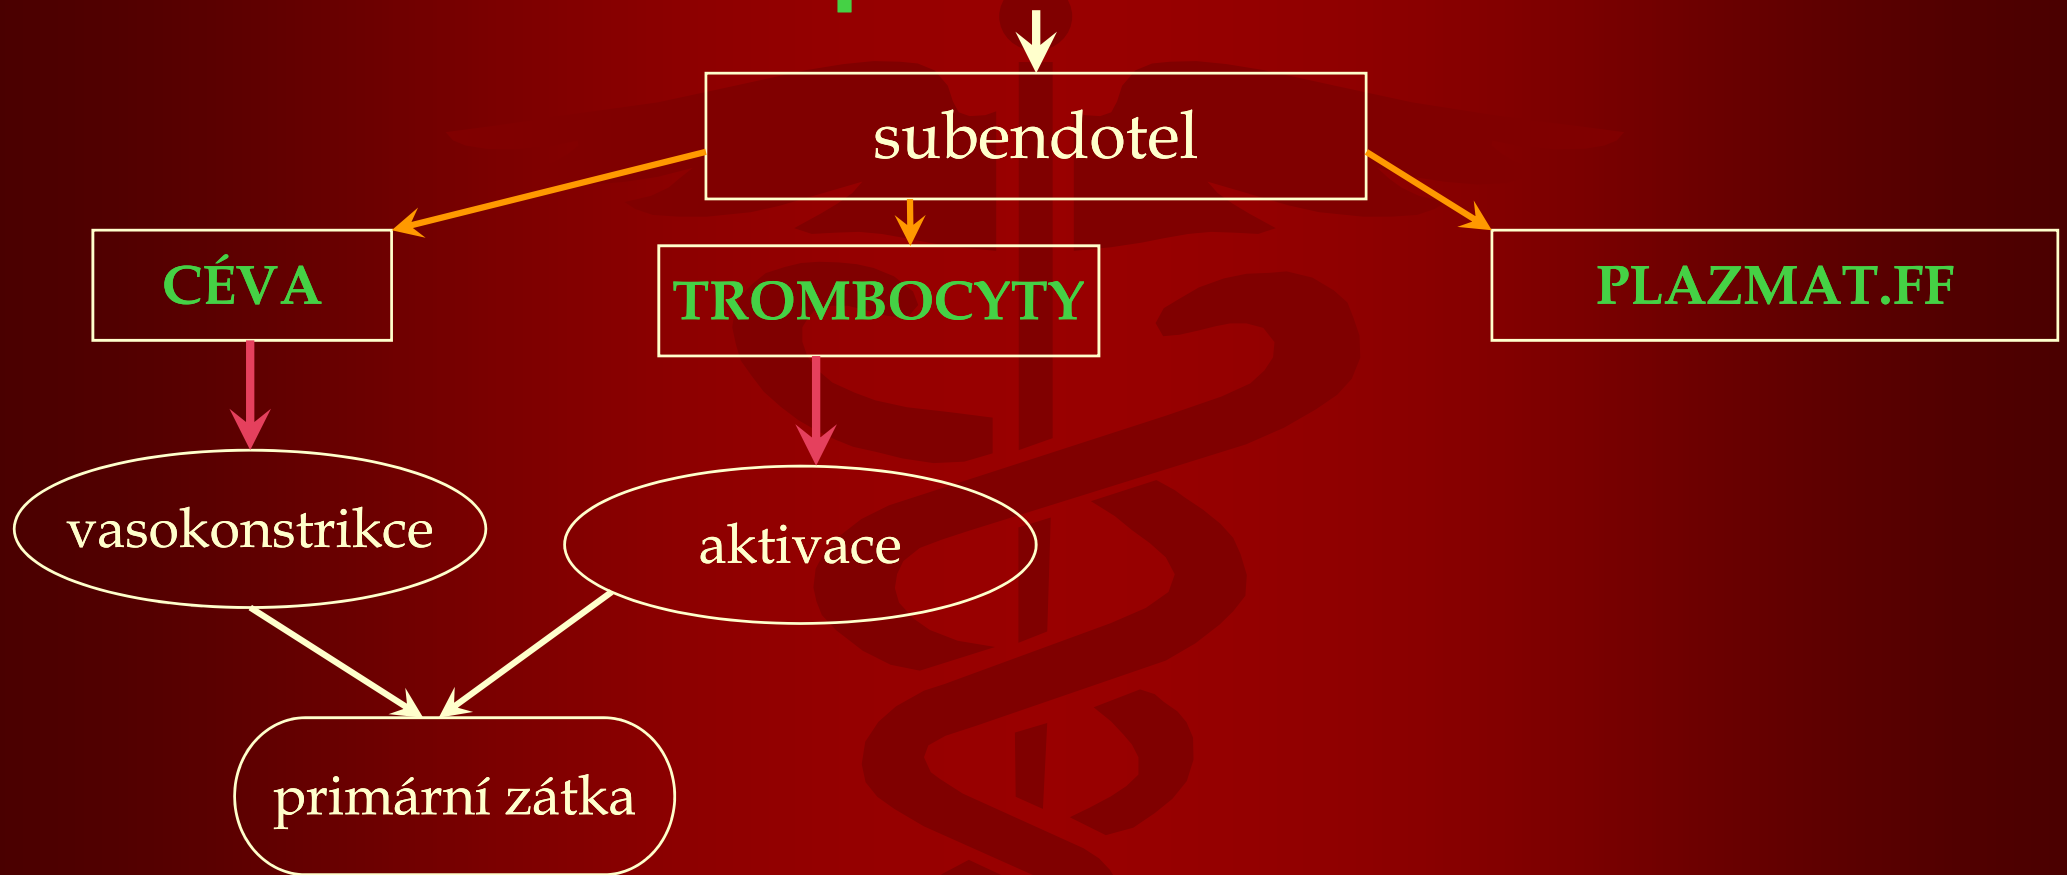 subendotel
CÉVA
TROMBOCYTY
PLAZMAT.FF
vasokonstrikce
aktivace
primární zátka